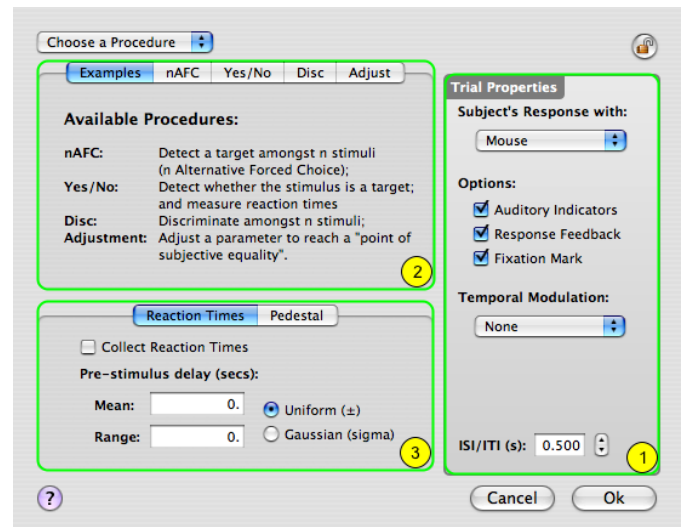 Choose a Procedure
Examples nAFC Yes/No Disc Adjust
Available Procedures:
nAFC: Detect a target amongst n stimuli
(n Alternative Forced Choice);
Yes/No: Detect whether the stimulus is a target;
and measure reaction times
Disc: Discriminate amongst n stimuli;
Adjustment: Adjust a parameter to reach a "point of
subjective equality".
2
Reaction Times Pedestal
Collect Reaction Times
Pre-stimulus delay (secs):
Mean: 0. Uniform (±)
Range: 0. Gaussian (sigma)
3
Trial Properties
Subject's Response with:
Mouse
Options:
Auditory Indicators
Response Feedback
Fixation Mark
Temporal Modulation:
None
ISI/ITI (s): 0.500
1
?
Cancel Ok